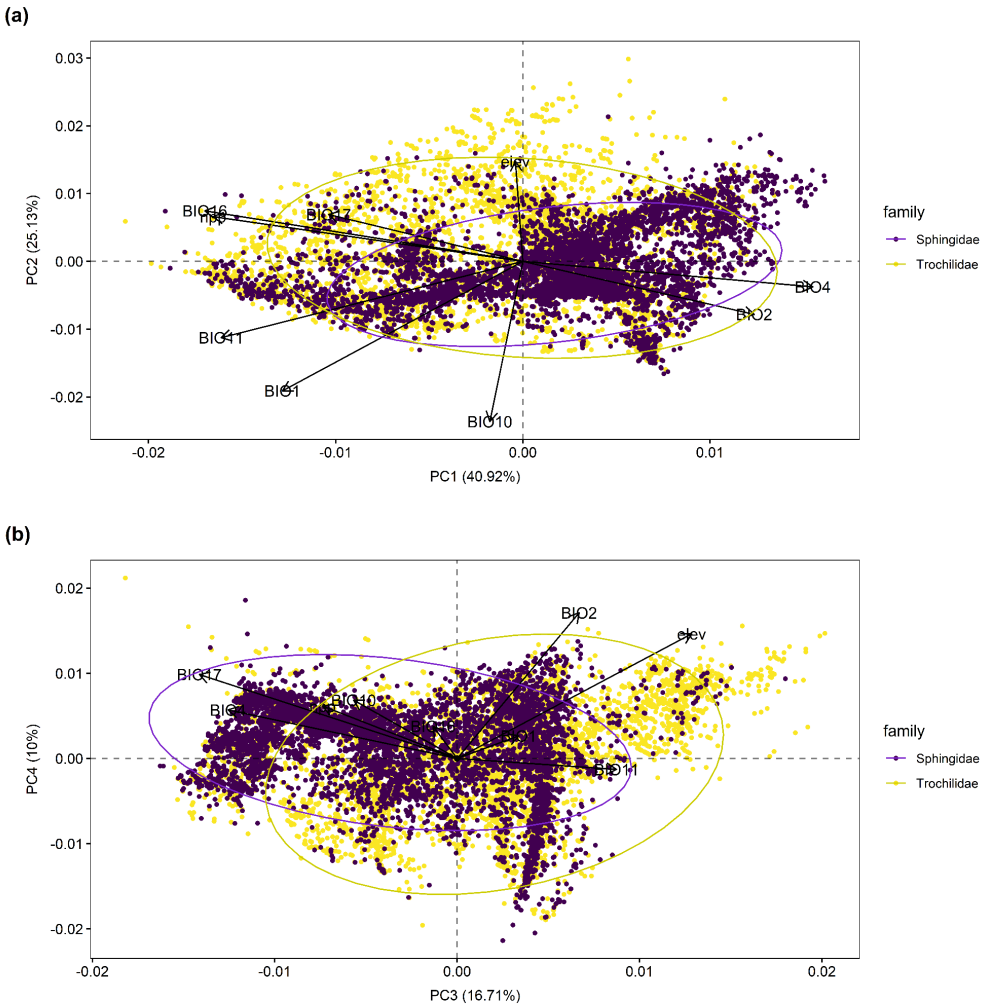 (a)
0.03
0.02
0.01
0.00
-0.01
-0.02
PC2 (25.13%)
elev
BIO16
npp
BIO17
BIO4
BIO2
BIO11
BIO1
BIO10
-0.02
-0.01
0.00
0.01
PC1 (40.92%)
family
Sphingidae
Trochilidae
(b)
0.02
0.01
0.00
-0.01
-0.02
PC4 (10%)
BIO2
elev
BIO17
BIO10
BIO4
BIO11
-0.02
-0.01
0.00
0.01
0.02
PC3 (16.71%)
family
Sphingidae
Trochilidae